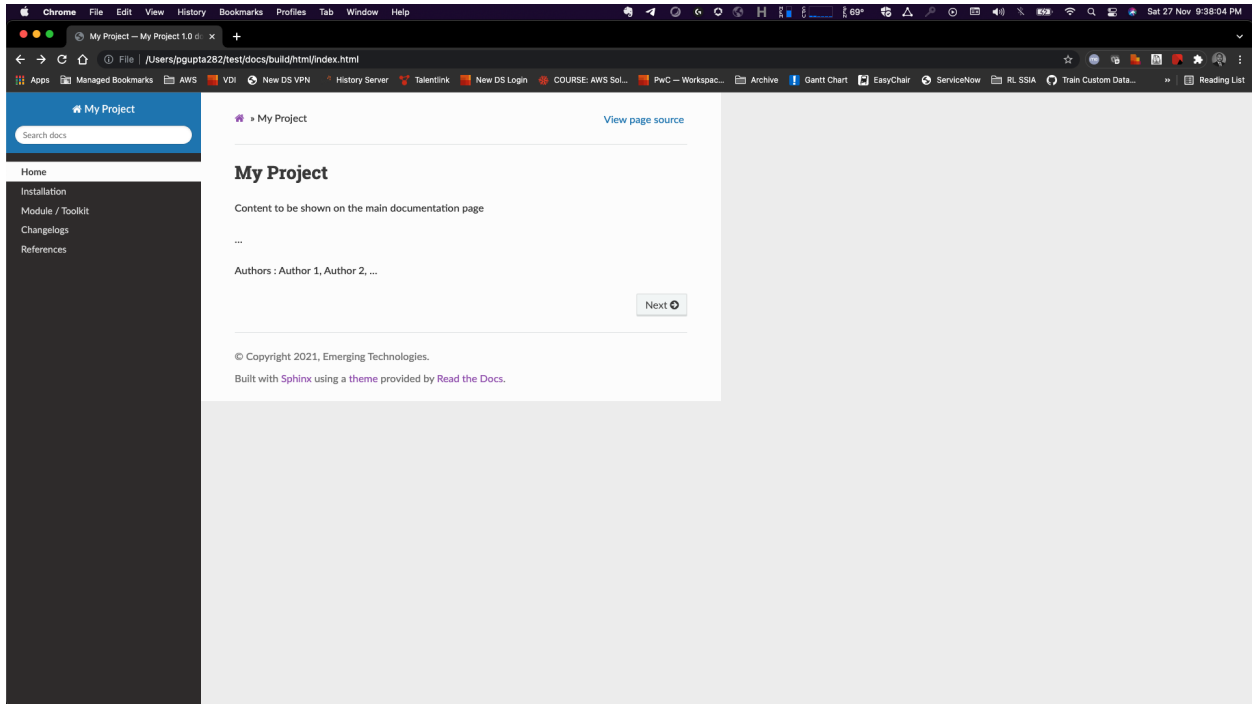 Chrome File Edit View History Bookmarks Profiles Tab Window Help 69° Sat 27 Nov 9:38:04 PM
My Project — My Project 1.0 do
File /Users/pgupta282/test/docs/build/html/index.html
Apps Managed Bookmarks AWS VDI New DS VPN History Server Talentlink New DS Login COURSE: AWS Sol... PwC — Workspac... Archive Gantt Chart EasyChair ServiceNow RL SSIA Train Custom Data... » Reading List
My Project
Search docs
Home
Installation
Module / Toolkit
Changelogs
References
» My Project
View page source
My Project
Content to be shown on the main documentation page
...
Authors : Author 1, Author 2, ...
Next
© Copyright 2021, Emerging Technologies.
Built with Sphinx using a theme provided by Read the Docs.